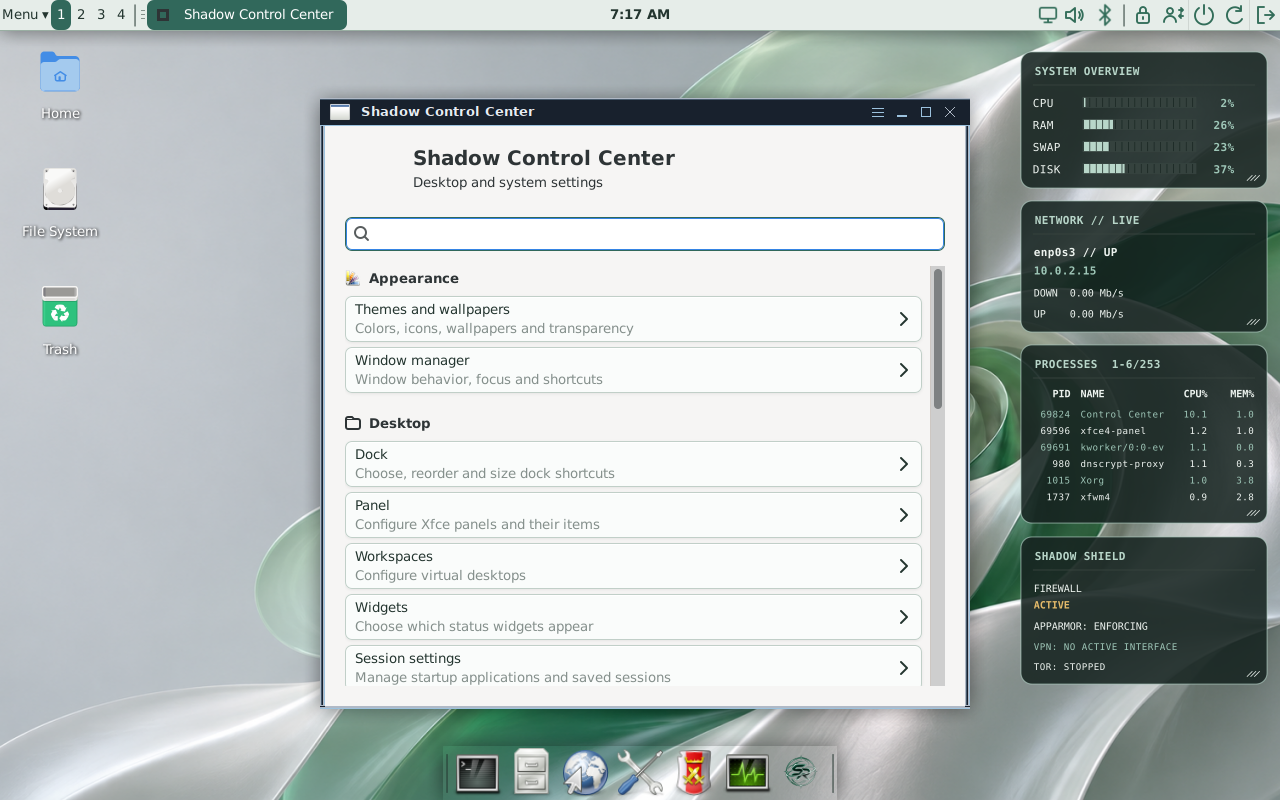 Menu ▾ 1 2 3 4 Shadow Control Center 7:17 AM
Home
File System
Trash
Shadow Control Center
Shadow Control Center
Desktop and system settings
Appearance
Themes and wallpapers
Colors, icons, wallpapers and transparency
Window manager
Window behavior, focus and shortcuts
Desktop
Dock
Choose, reorder and size dock shortcuts
Panel
Configure Xfce panels and their items
Workspaces
Configure virtual desktops
Widgets
Choose which status widgets appear
Session settings
Manage startup applications and saved sessions
SYSTEM OVERVIEW
CPU 2%
RAM 26%
SWAP 23%
DISK 37%
NETWORK // LIVE
enp0s3 // UP
10.0.2.15
DOWN 0.00 Mb/s
UP 0.00 Mb/s
PROCESSES 1-6/253
PID NAME CPU% MEM%
69824 Control Center 10.1 1.0
69596 xfce4-panel 1.2 1.0
69691 kworker/0:0-ev 1.1 0.0
980 dnscrypt-proxy 1.1 0.3
1015 Xorg 1.0 3.8
1737 xfwm4 0.9 2.8
SHADOW SHIELD
FIREWALL
ACTIVE
APPARMOR: ENFORCING
VPN: NO ACTIVE INTERFACE
TOR: STOPPED